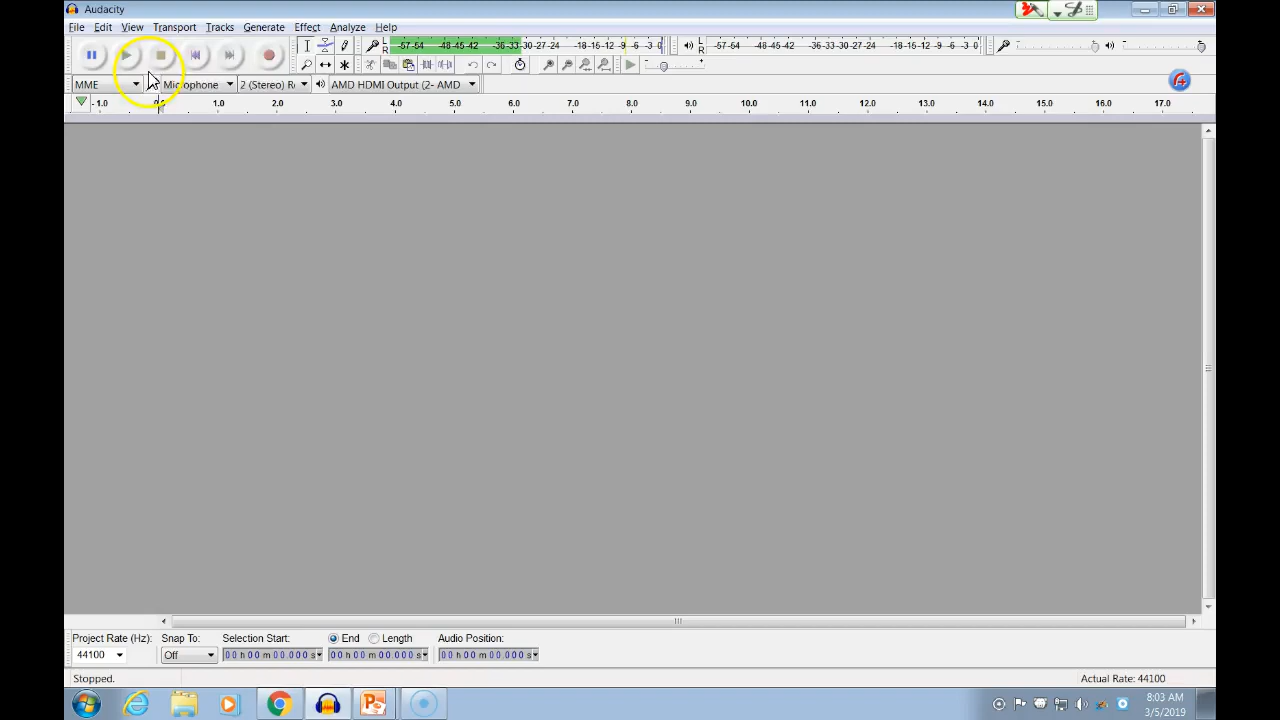 Audacity
File Edit View Transport Tracks Generate Effect Analyze Help
L -57 -54 -48 -45 -42 -36 -33 -30 -27 -24 -18 -15 -12 -9 -6 -3 0 L -57 -54 -48 -45 -42 -36 -33 -30 -27 -24 -18 -15 -12 -9 -6 -3 0
R R
MME Microphone 2 (Stereo) R AMD HDMI Output (2- AMD
-1.0 0.0 1.0 2.0 3.0 4.0 5.0 6.0 7.0 8.0 9.0 10.0 11.0 12.0 13.0 14.0 15.0 16.0 17.0
Project Rate (Hz): Snap To: Selection Start: End Length Audio Position:
44100 Off 00 h 00 m 00.000 s 00 h 00 m 00.000 s 00 h 00 m 00.000 s
Stopped. Actual Rate: 44100
8:03 AM
3/5/2019